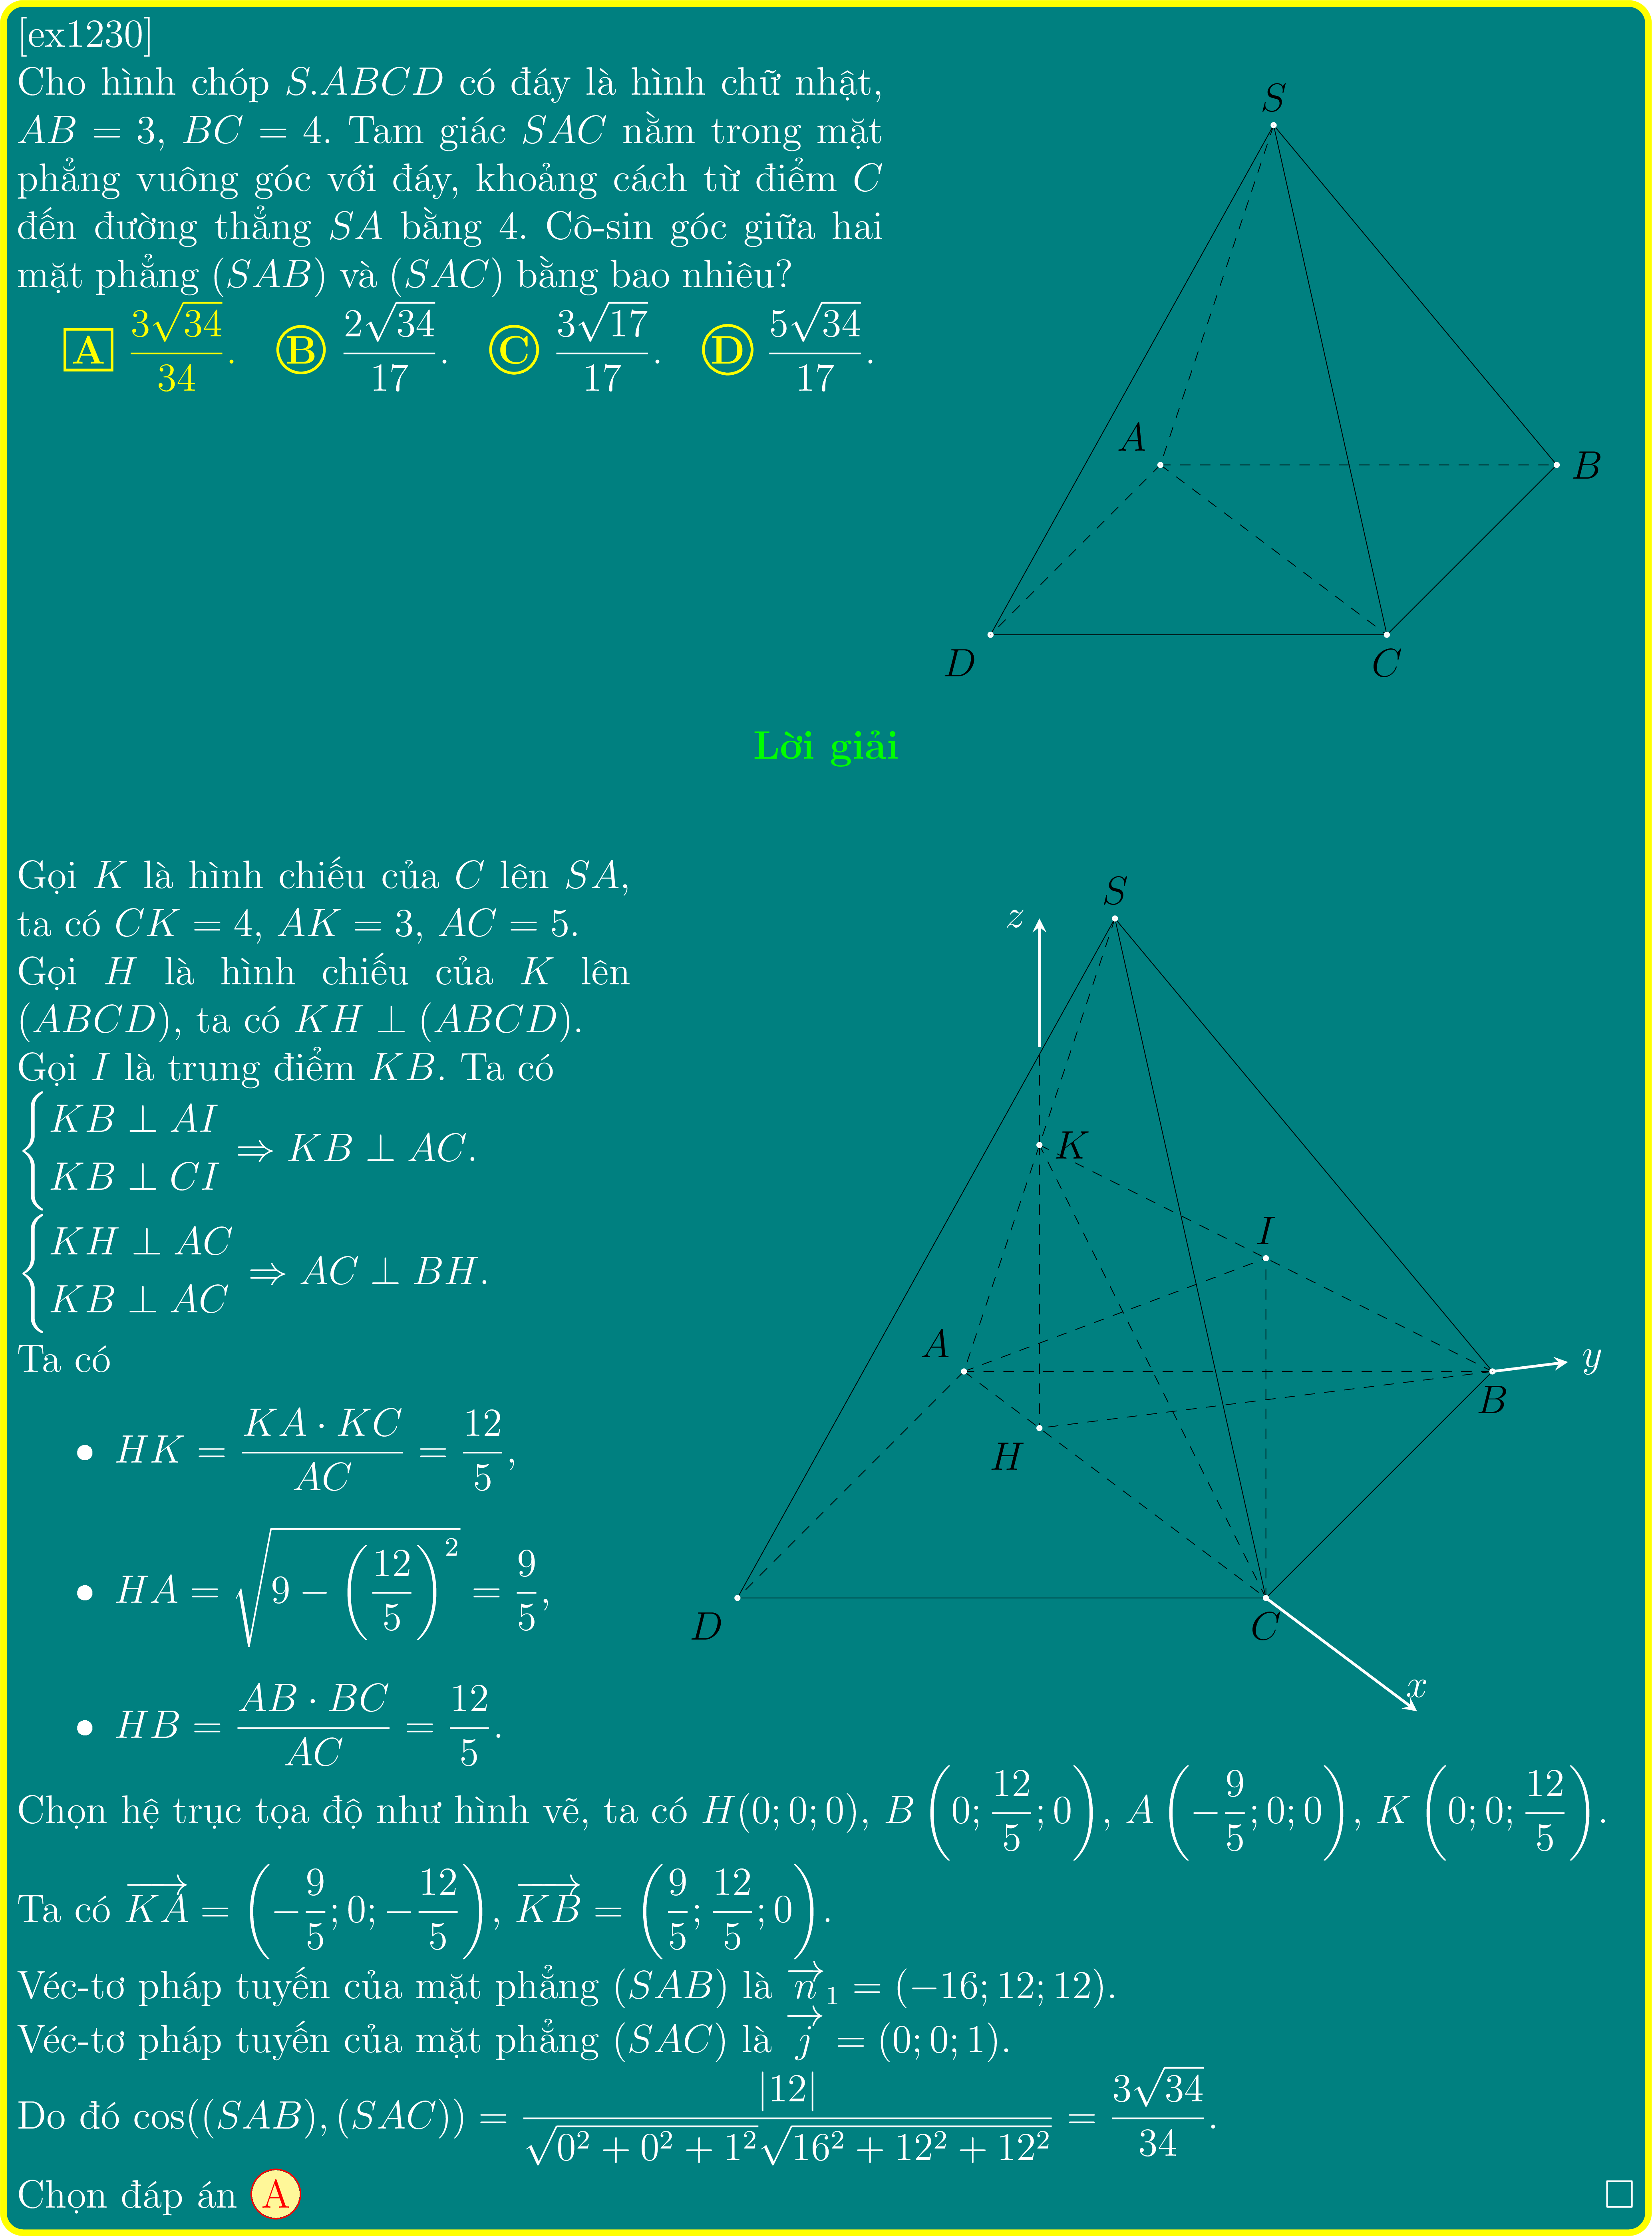 [ex1230]
Cho hình chóp S.ABCD có đáy là hình chữ nhật,
AB = 3, BC = 4. Tam giác SAC nằm trong mặt
phẳng vuông góc với đáy, khoảng cách từ điểm C
đến đường thẳng SA bằng 4. Cô-sin góc giữa hai
mặt phẳng (SAB) và (SAC) bằng bao nhiêu?
A $\frac{3\sqrt{34}}{34}$. B $\frac{2\sqrt{34}}{17}$. C $\frac{3\sqrt{17}}{17}$. D $\frac{5\sqrt{34}}{17}$.
S
A
B
D
C
Lời giải
Gọi K là hình chiếu của C lên SA,
ta có CK = 4, AK = 3, AC = 5.
Gọi H là hình chiếu của K lên
(ABCD), ta có KH ⊥ (ABCD).
Gọi I là trung điểm KB. Ta có
$\begin{cases} KB \perp AI \\ KB \perp CI \end{cases} \Rightarrow KB \perp AC.$
$\begin{cases} KH \perp AC \\ KB \perp AC \end{cases} \Rightarrow AC \perp BH.$
Ta có
• $HK = \frac{KA \cdot KC}{AC} = \frac{12}{5}$,
• $HA = \sqrt{9 - \left(\frac{12}{5}\right)^2} = \frac{9}{5}$,
• $HB = \frac{AB \cdot BC}{AC} = \frac{12}{5}$.
S
z
K
I
A
y
B
H
D
C
x
Chọn hệ trục tọa độ như hình vẽ, ta có $H(0; 0; 0)$, $B\left(0; \frac{12}{5}; 0\right)$, $A\left(-\frac{9}{5}; 0; 0\right)$, $K\left(0; 0; \frac{12}{5}\right)$.
Ta có $\overrightarrow{KA} = \left(-\frac{9}{5}; 0; -\frac{12}{5}\right)$, $\overrightarrow{KB} = \left(\frac{9}{5}; \frac{12}{5}; 0\right)$.
Véc-tơ pháp tuyến của mặt phẳng (SAB) là $\overrightarrow{n}_1 = (-16; 12; 12)$.
Véc-tơ pháp tuyến của mặt phẳng (SAC) là $\overrightarrow{j} = (0; 0; 1)$.
Do đó $\cos((SAB), (SAC)) = \frac{|12|}{\sqrt{0^2 + 0^2 + 1^2}\sqrt{16^2 + 12^2 + 12^2}} = \frac{3\sqrt{34}}{34}$.
Chọn đáp án A □